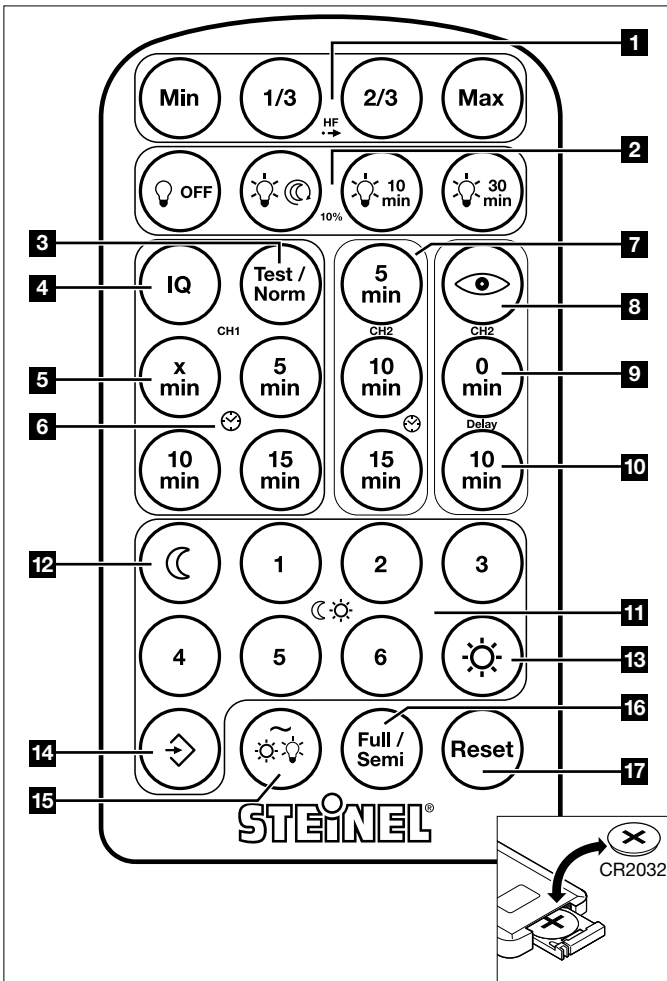 1
Min 1/3 2/3 Max
HF
2
OFF 10 min 30 min
10%
3
7
4
IQ Test / Norm 5 min
8
CH1 CH2 CH2
5
x min 5 min 10 min 0 min
9
6
Delay
10 min 15 min 15 min 10 min
10
12
1 2 3
11
4 5 6
13
16
14
Full / Semi Reset
15
17
STEINEL®
CR2032